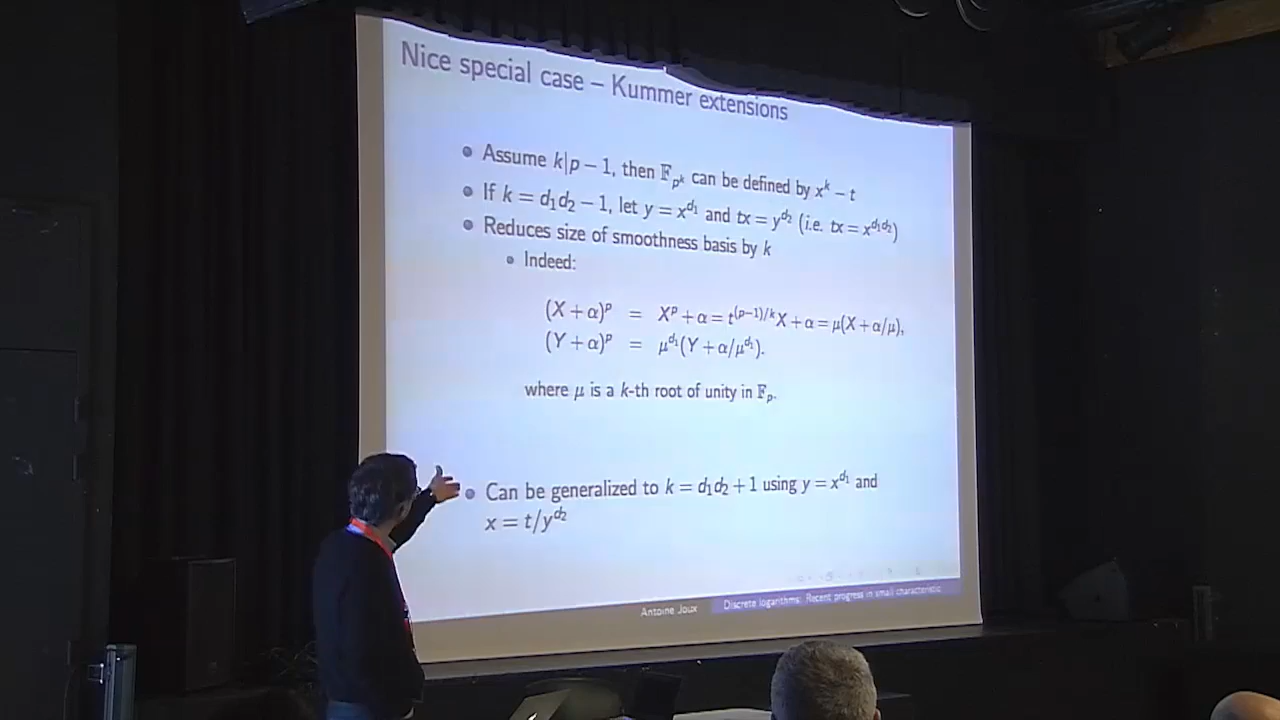 Nice special case – Kummer extensions
• Assume k|p − 1, then 𝔽_{p^k} can be defined by x^k − t
• If k = d₁d₂ − 1, let y = x^{d₁} and tx = y^{d₂} (i.e. tx = x^{d₁d₂})
• Reduces size of smoothness basis by k
• Indeed:
(X + α)^p = X^p + α = t^{(p−1)/k}X + α = μ(X + α/μ),
(Y + α)^p = μ^{d₁}(Y + α/μ^{d₁}).
where μ is a k-th root of unity in 𝔽_p.
• Can be generalized to k = d₁d₂ + 1 using y = x^{d₁} and
x = t/y^{d₂}
Antoine Joux Discrete logarithms: Recent progress in small characteristic